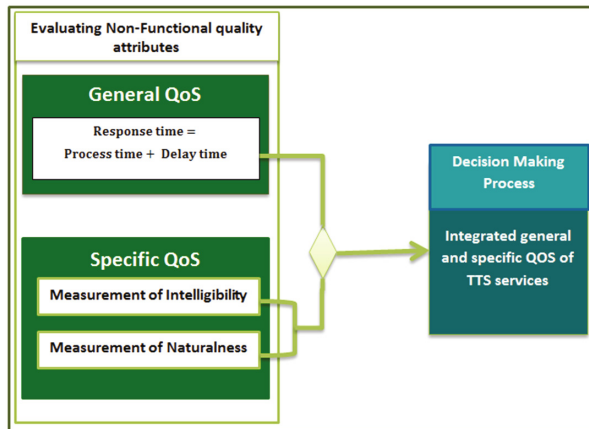 Evaluating Non-Functional quality
attributes
General QoS
Response time =
Process time + Delay time
Specific QoS
Measurement of Intelligibility
Measurement of Naturalness
Decision Making
Process
Integrated general
and specific QOS of
TTS services